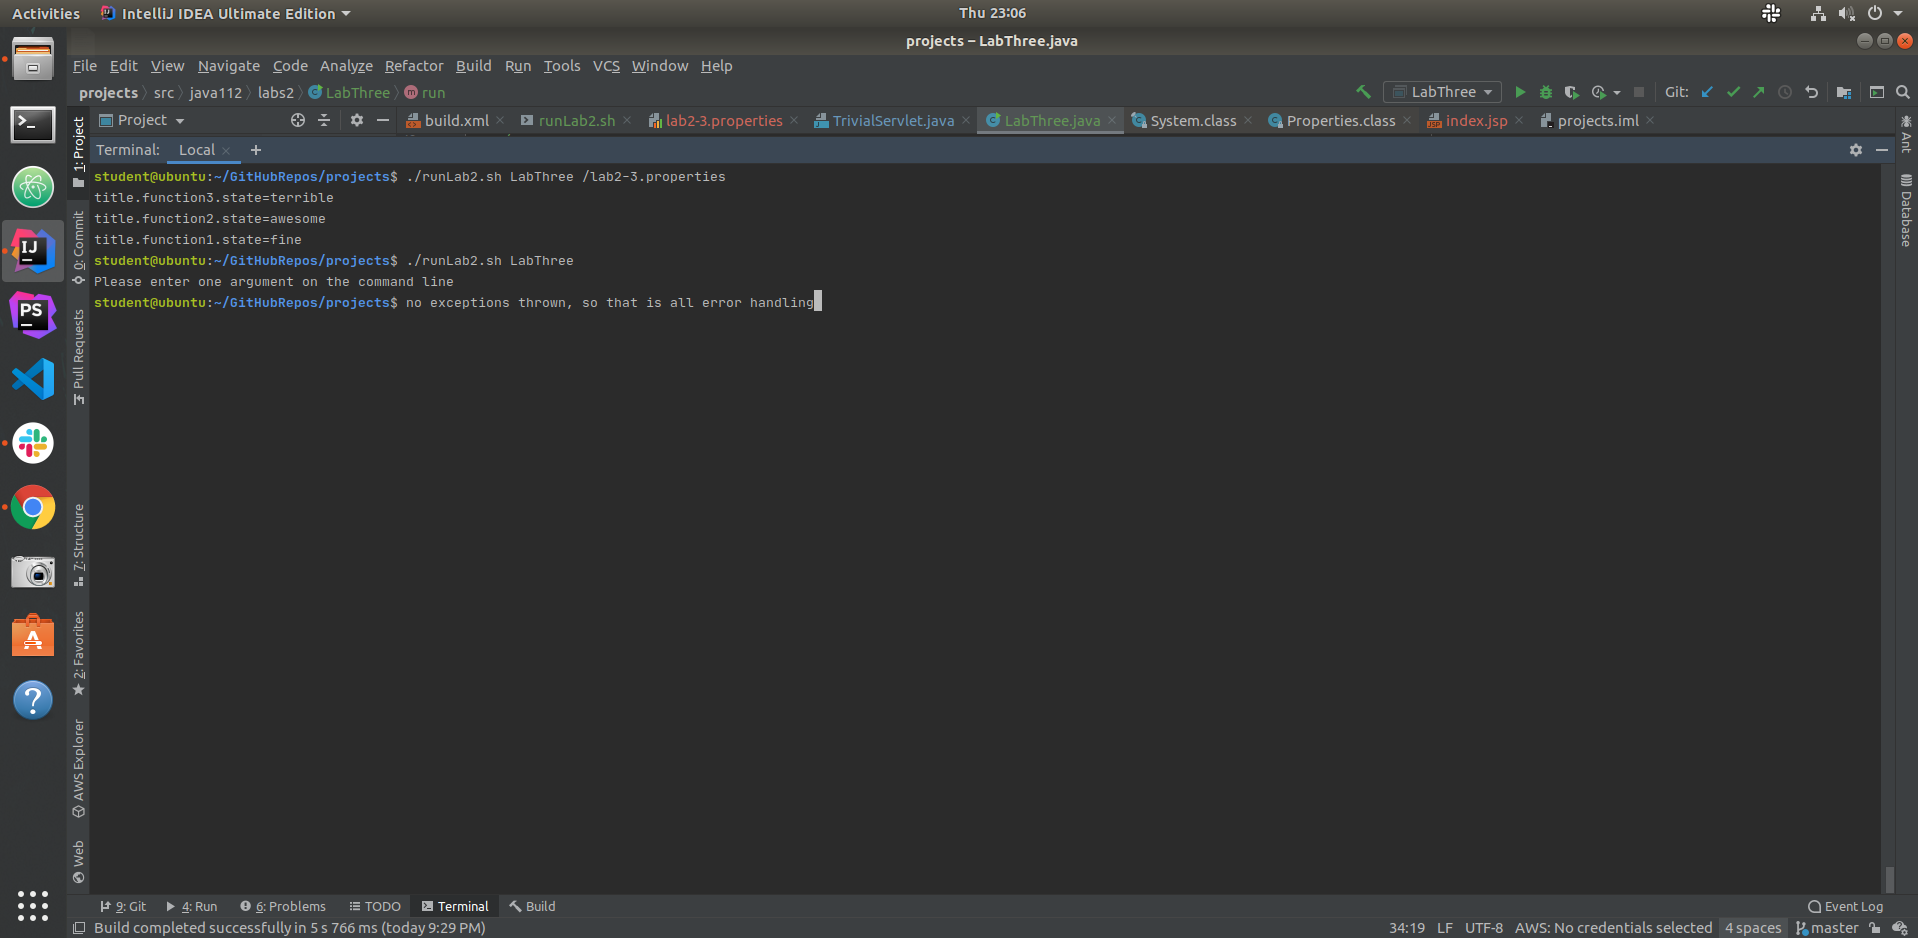 Activities IntelliJ IDEA Ultimate Edition Thu 23:06
projects – LabThree.java
File Edit View Navigate Code Analyze Refactor Build Run Tools VCS Window Help
projects src java112 labs2 LabThree run LabThree Git:
Project build.xml runLab2.sh lab2-3.properties TrivialServlet.java LabThree.java System.class Properties.class index.jsp projects.iml
Terminal: Local +
student@ubuntu:~/GitHubRepos/projects$ ./runLab2.sh LabThree /lab2-3.properties
title.function3.state=terrible
title.function2.state=awesome
title.function1.state=fine
student@ubuntu:~/GitHubRepos/projects$ ./runLab2.sh LabThree
Please enter one argument on the command line
student@ubuntu:~/GitHubRepos/projects$ no exceptions thrown, so that is all error handling
1: Project
0: Commit
Pull Requests
7: Structure
2: Favorites
AWS Explorer
Web
Ant
Database
IJ
PS
9: Git 4: Run 6: Problems TODO Terminal Build Event Log
Build completed successfully in 5 s 766 ms (today 9:29 PM) 34:19 LF UTF-8 AWS: No credentials selected 4 spaces master